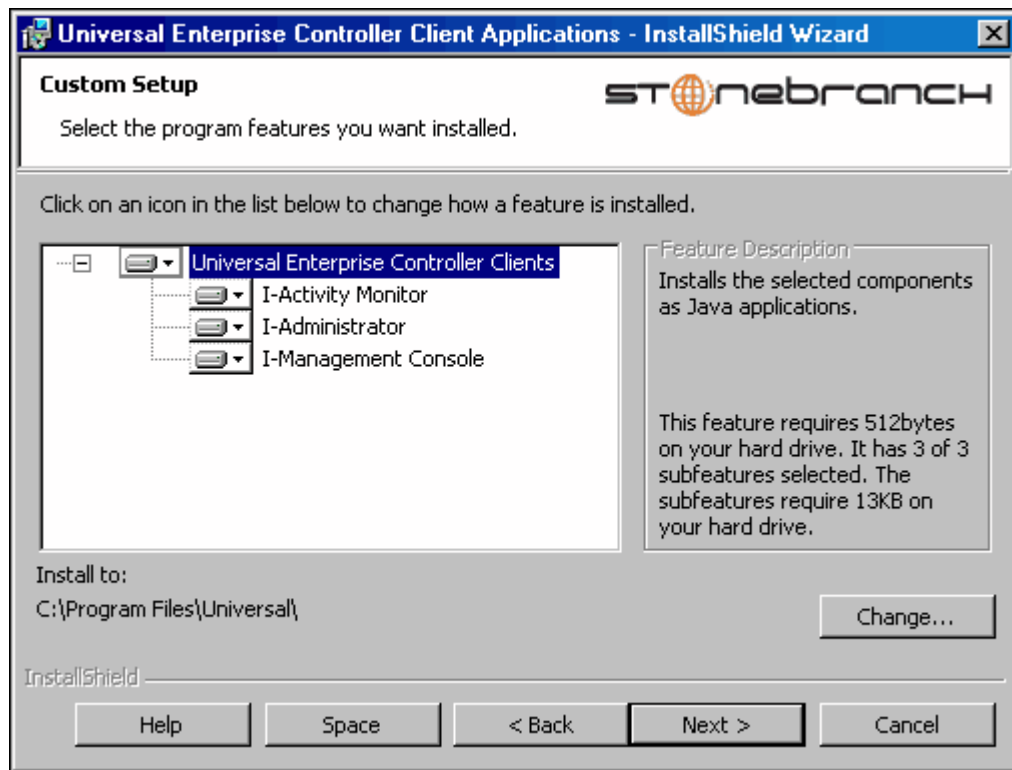 Universal Enterprise Controller Client Applications - InstallShield Wizard
Custom Setup
stonebranch
Select the program features you want installed.
Click on an icon in the list below to change how a feature is installed.
Universal Enterprise Controller Clients
I-Activity Monitor
I-Administrator
I-Management Console
Feature Description
Installs the selected components
as Java applications.
This feature requires 512bytes
on your hard drive. It has 3 of 3
subfeatures selected. The
subfeatures require 13KB on
your hard drive.
Install to:
C:\Program Files\Universal\
Change...
InstallShield
Help
Space
< Back
Next >
Cancel